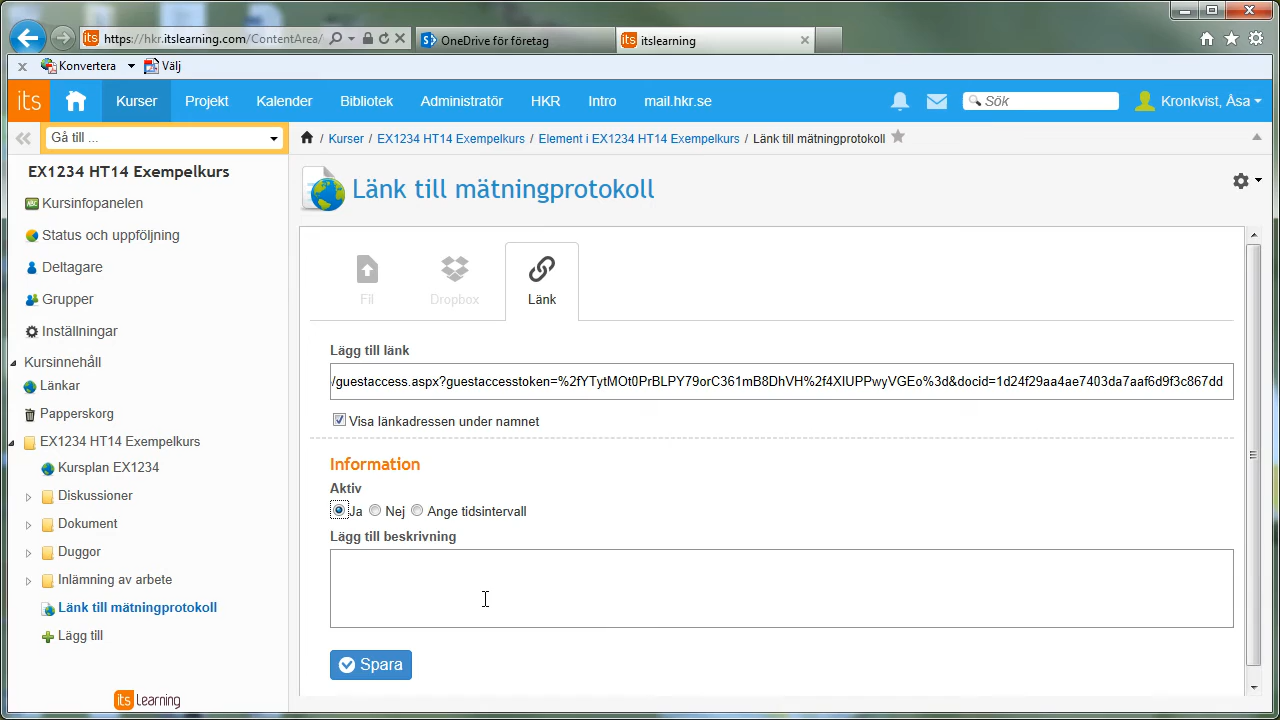 https://hkr.itslearning.com/ContentArea/
OneDrive för företag
itslearning
Konvertera
Välj
its
Kurser
Projekt
Kalender
Bibliotek
Administratör
HKR
Intro
mail.hkr.se
Sök
Kronkvist, Åsa
Gå till ...
Kurser / EX1234 HT14 Exempelkurs / Element i EX1234 HT14 Exempelkurs / Länk till mätningprotokoll
EX1234 HT14 Exempelkurs
Kursinfopanelen
Status och uppföljning
Deltagare
Grupper
Inställningar
Kursinnehåll
Länkar
Papperskorg
EX1234 HT14 Exempelkurs
Kursplan EX1234
Diskussioner
Dokument
Duggor
Inlämning av arbete
Länk till mätningprotokoll
Lägg till
its Learning
Länk till mätningprotokoll
Fil
Dropbox
Länk
Lägg till länk
/guestaccess.aspx?guestaccesstoken=%2fYTytMOt0PrBLPY79orC361mB8DhVH%2f4XIUPPwyVGEo%3d&docid=1d24f29aa4ae7403da7aaf6d9f3c867dd
Visa länkadressen under namnet
Information
Aktiv
Ja Nej Ange tidsintervall
Lägg till beskrivning
Spara